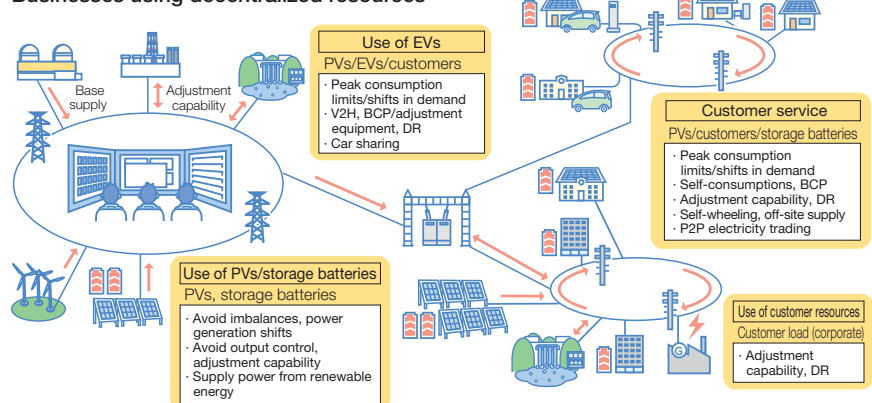 Businesses using decentralized resources
Use of EVs
PVs/EVs/customers
· Peak consumption
limits/shifts in demand
· V2H, BCP/adjustment
equipment, DR
· Car sharing
Base
supply
Adjustment
capability
Customer service
PVs/customers/storage batteries
· Peak consumption
limits/shifts in demand
· Self-consumptions, BCP
· Adjustment capability, DR
· Self-wheeling, off-site supply
· P2P electricity trading
Use of PVs/storage batteries
PVs, storage batteries
· Avoid imbalances, power
generation shifts
· Avoid output control,
adjustment capability
· Supply power from renewable
energy
Use of customer resources
Customer load (corporate)
· Adjustment
capability, DR
G